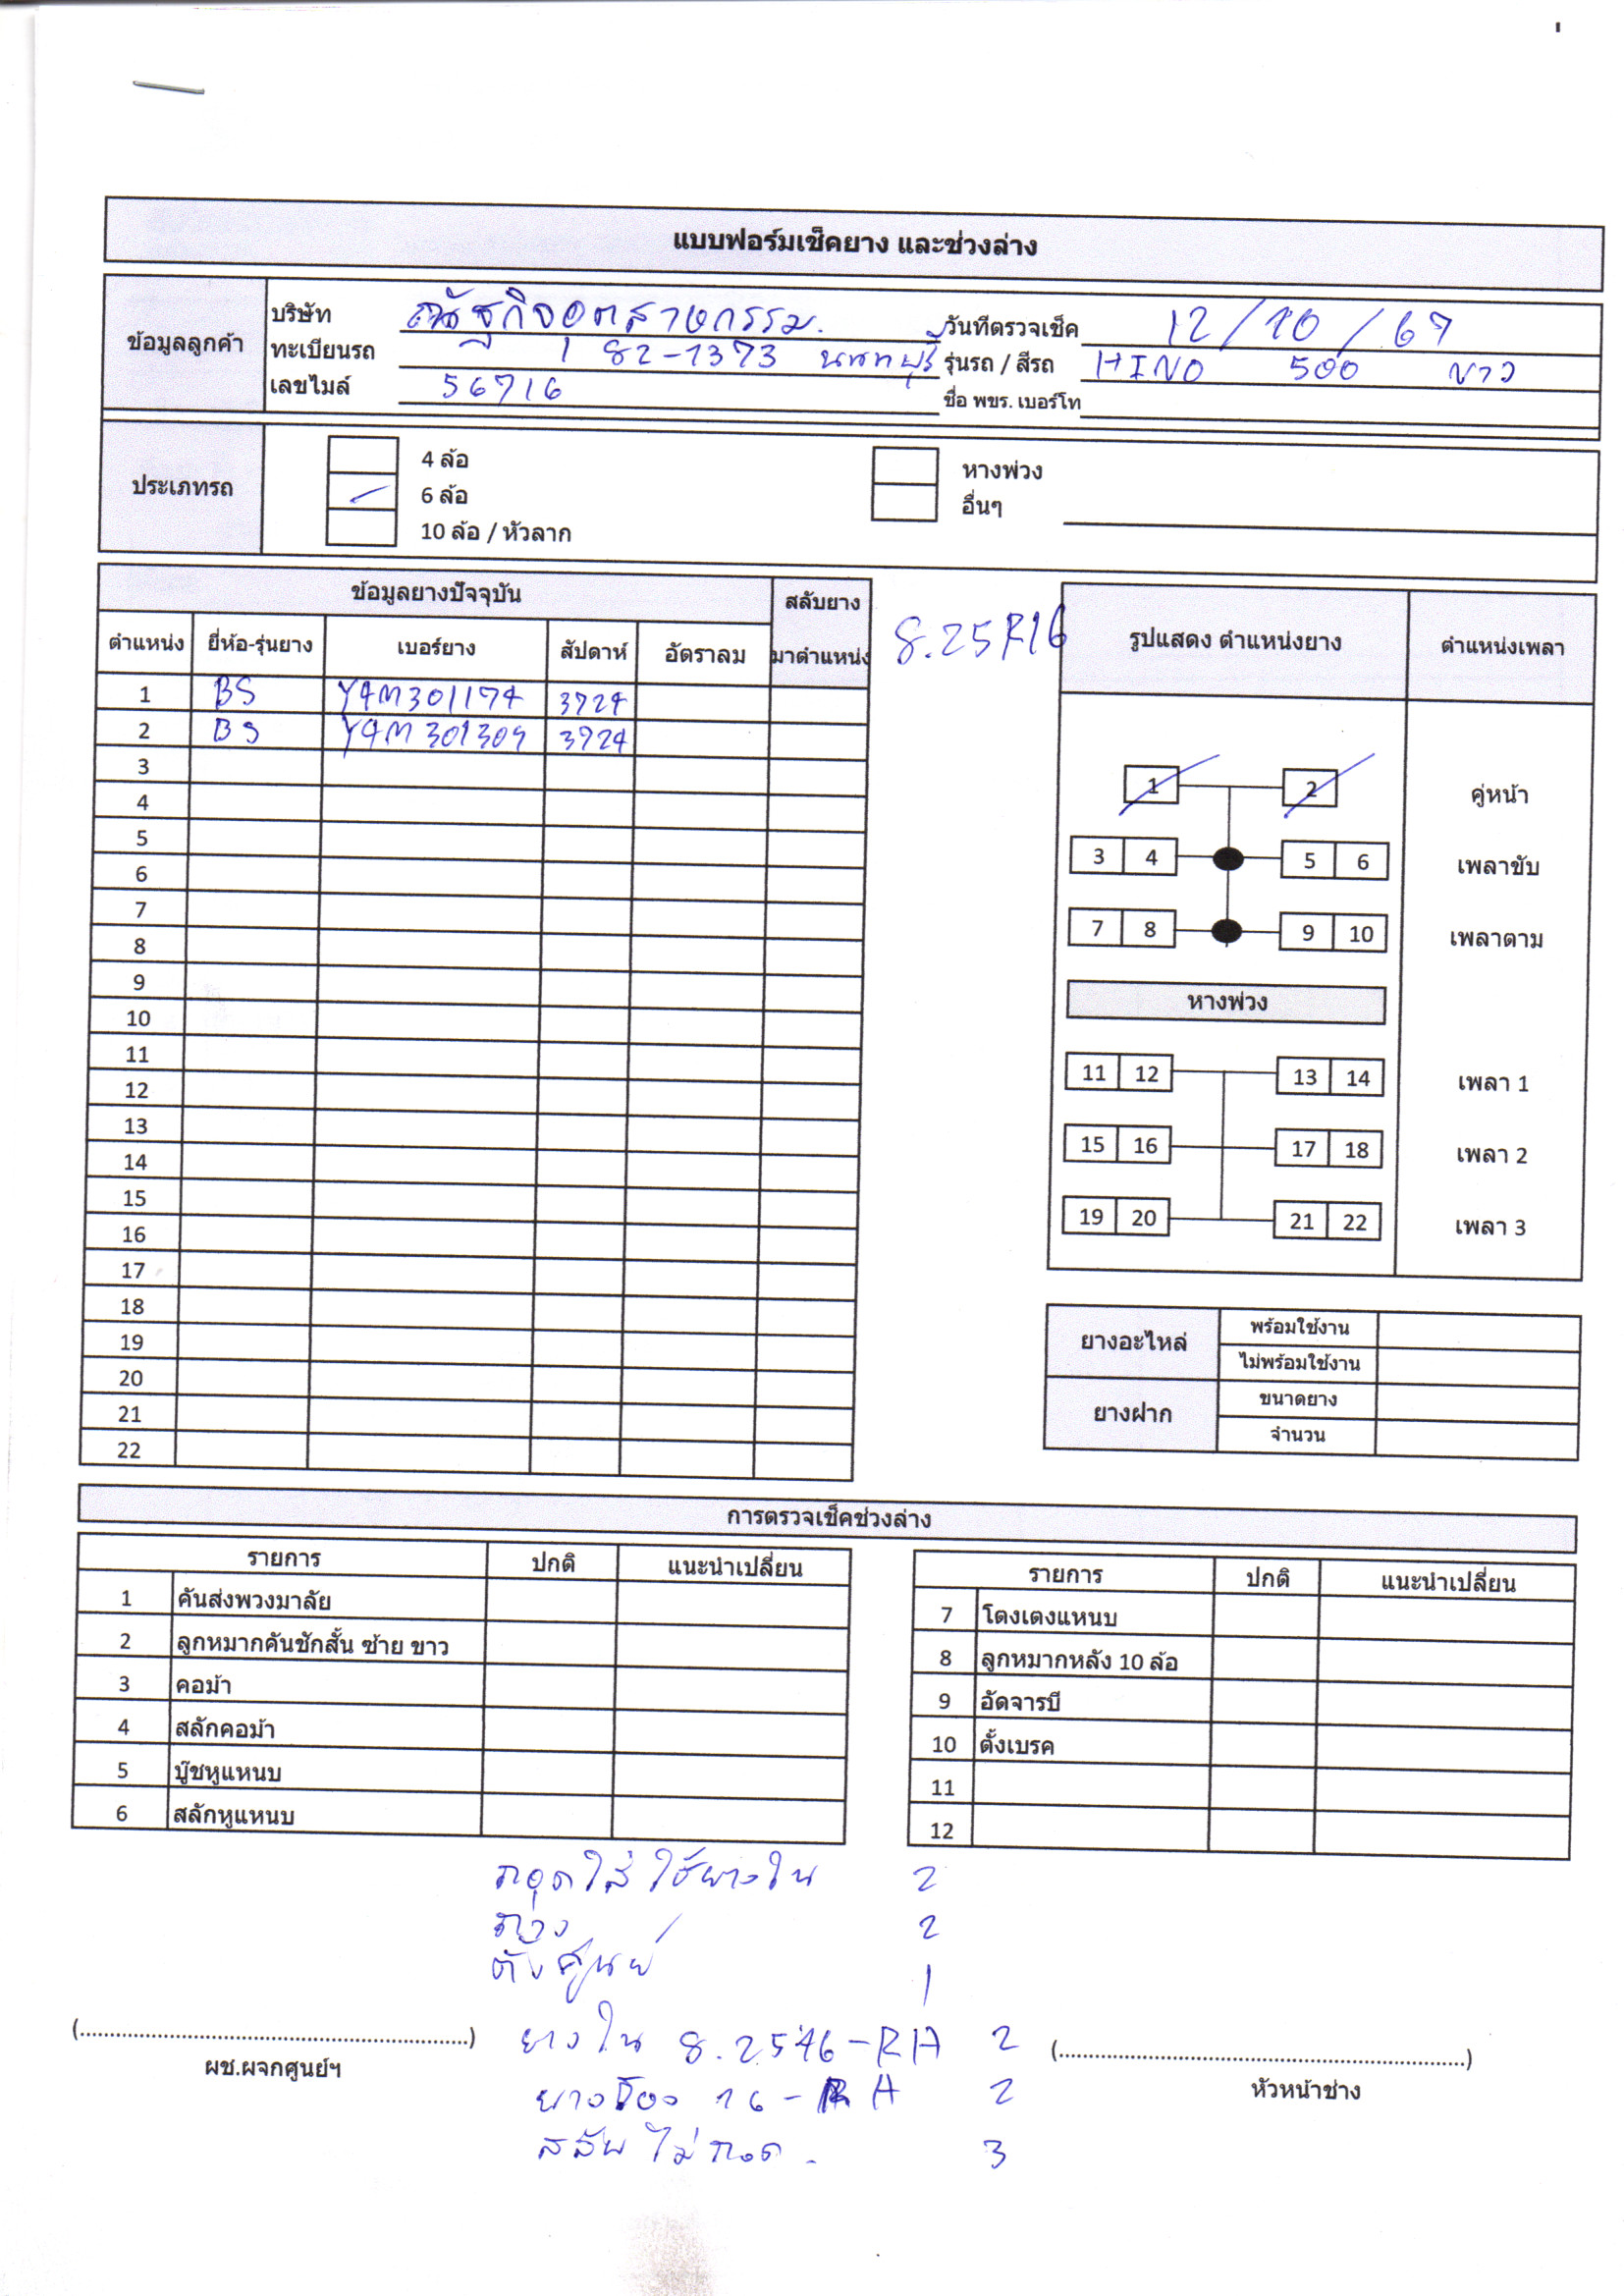 แบบฟอร์มเช็คยาง และช่วงล่าง
ข้อมูลลูกค้า
บริษัท ณัฐกิจอุตสาหกรรม.
วันทีตรวจเช็ค 12/10/67
ทะเบียนรถ 82-1373 นนทบุรี
รุ่นรถ / สีรถ HINO 500 ขาว
เลขไมล์ 56716
ชื่อ พขร. เบอร์โท
ประเภทรถ
4 ล้อ
6 ล้อ
10 ล้อ / หัวลาก
หางพ่วง
อื่นๆ
ข้อมูลยางปัจจุบัน สลับยาง
ตำแหน่ง ยี่ห้อ-รุ่นยาง เบอร์ยาง สัปดาห์ อัตราลม มาตำแหน่ง
1 BS Y4M301174 3724
2 BS Y4M301309 3724
3
4
5
6
7
8
9
10
11
12
13
14
15
16
17
18
19
20
21
22
8.25R16
รูปแสดง ตำแหน่งยาง ตำแหน่งเพลา
1 2 คู่หน้า
3 4 5 6 เพลาขับ
7 8 9 10 เพลาตาม
หางพ่วง
11 12 13 14 เพลา 1
15 16 17 18 เพลา 2
19 20 21 22 เพลา 3
ยางอะไหล่ พร้อมใช้งาน
ไม่พร้อมใช้งาน
ยางฝาก ขนาดยาง
จำนวน
การตรวจเช็คช่วงล่าง
รายการ ปกติ แนะนำเปลี่ยน
1 คันส่งพวงมาลัย
2 ลูกหมากคันชักสั้น ซ้าย ขาว
3 คอม้า
4 สลักคอม้า
5 บู๊ชหูแหนบ
6 สลักหูแหนบ
รายการ ปกติ แนะนำเปลี่ยน
7 โตงเตงแหนบ
8 ลูกหมากหลัง 10 ล้อ
9 อัดจารบี
10 ตั้งเบรค
11
12
ถอดใส่ ใช้ยางใน 2
ถ่วง 2
ตั้งศูนย์ 1
ยางใน 8.25-16-RH 2
ยางรอง 16-RH 2
สลับ ไม่ถอด. 3
(.........................................................)
ผช.ผจกศูนย์ฯ
(.........................................................)
หัวหน้าช่าง